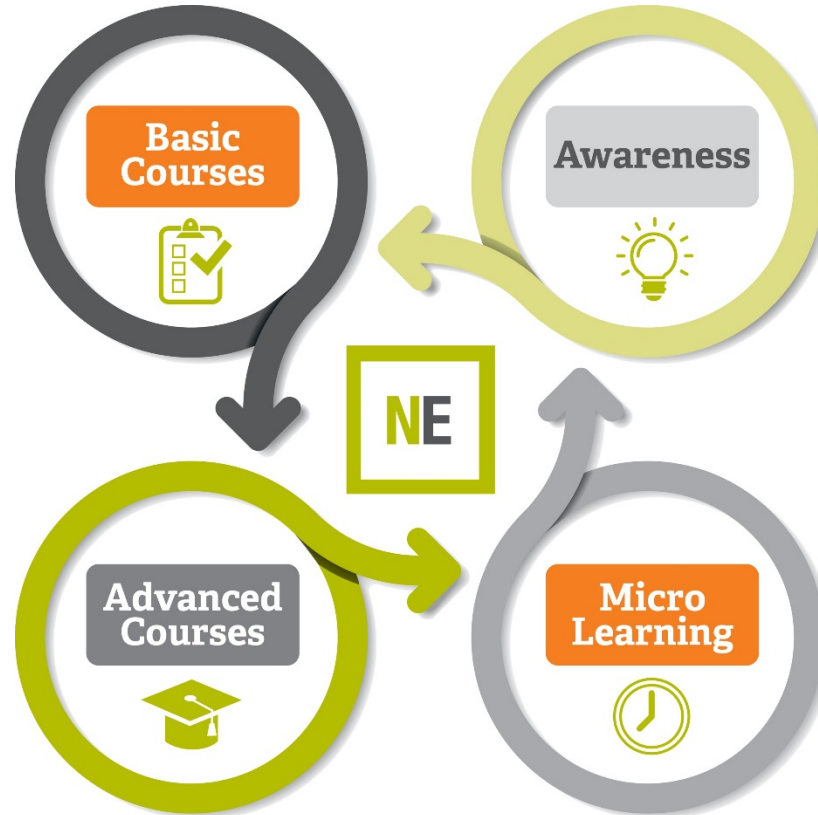 Basic
Courses
Awareness
NE
Advanced
Courses
Micro
Learning